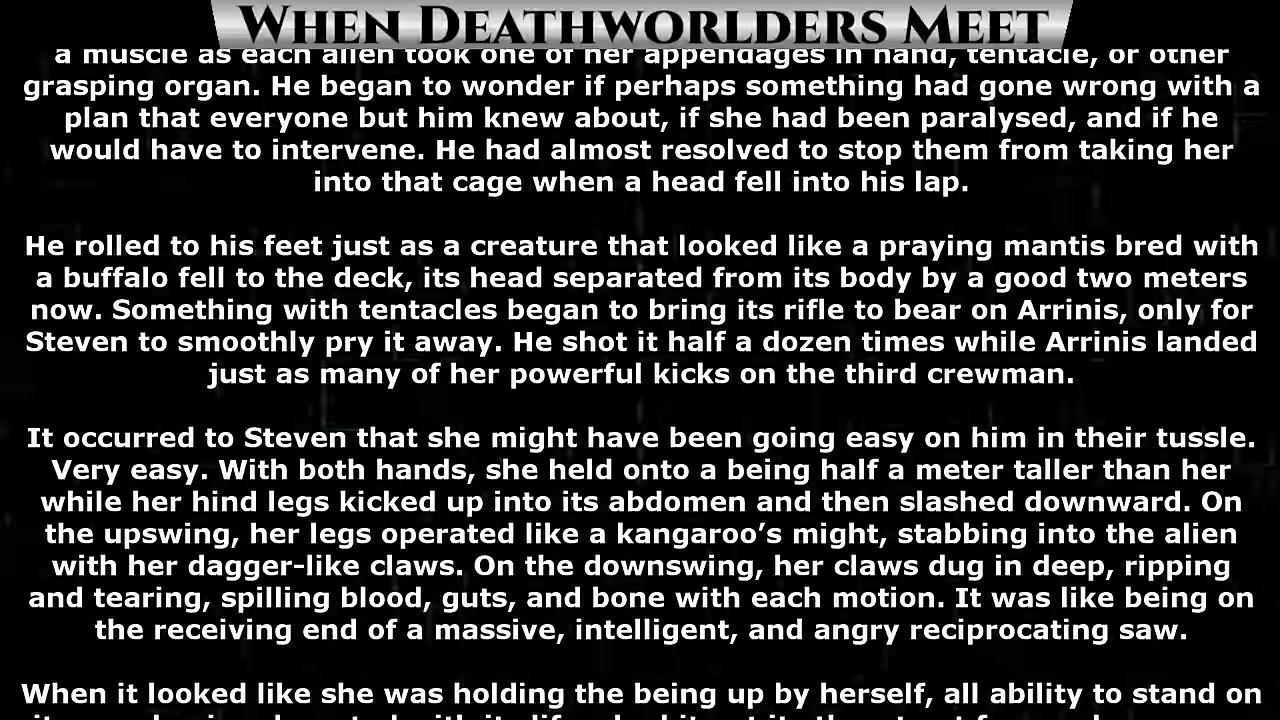 WHEN DEATHWORLDERS MEET
a muscle as each alien took one of her appendages in hand, tentacle, or other
grasping organ. He began to wonder if perhaps something had gone wrong with a
plan that everyone but him knew about, if she had been paralysed, and if he
would have to intervene. He had almost resolved to stop them from taking her
into that cage when a head fell into his lap.
He rolled to his feet just as a creature that looked like a praying mantis bred with
a buffalo fell to the deck, its head separated from its body by a good two meters
now. Something with tentacles began to bring its rifle to bear on Arrinis, only for
Steven to smoothly pry it away. He shot it half a dozen times while Arrinis landed
just as many of her powerful kicks on the third crewman.
It occurred to Steven that she might have been going easy on him in their tussle.
Very easy. With both hands, she held onto a being half a meter taller than her
while her hind legs kicked up into its abdomen and then slashed downward. On
the upswing, her legs operated like a kangaroo’s might, stabbing into the alien
with her dagger-like claws. On the downswing, her claws dug in deep, ripping
and tearing, spilling blood, guts, and bone with each motion. It was like being on
the receiving end of a massive, intelligent, and angry reciprocating saw.
When it looked like she was holding the being up by herself, all ability to stand on